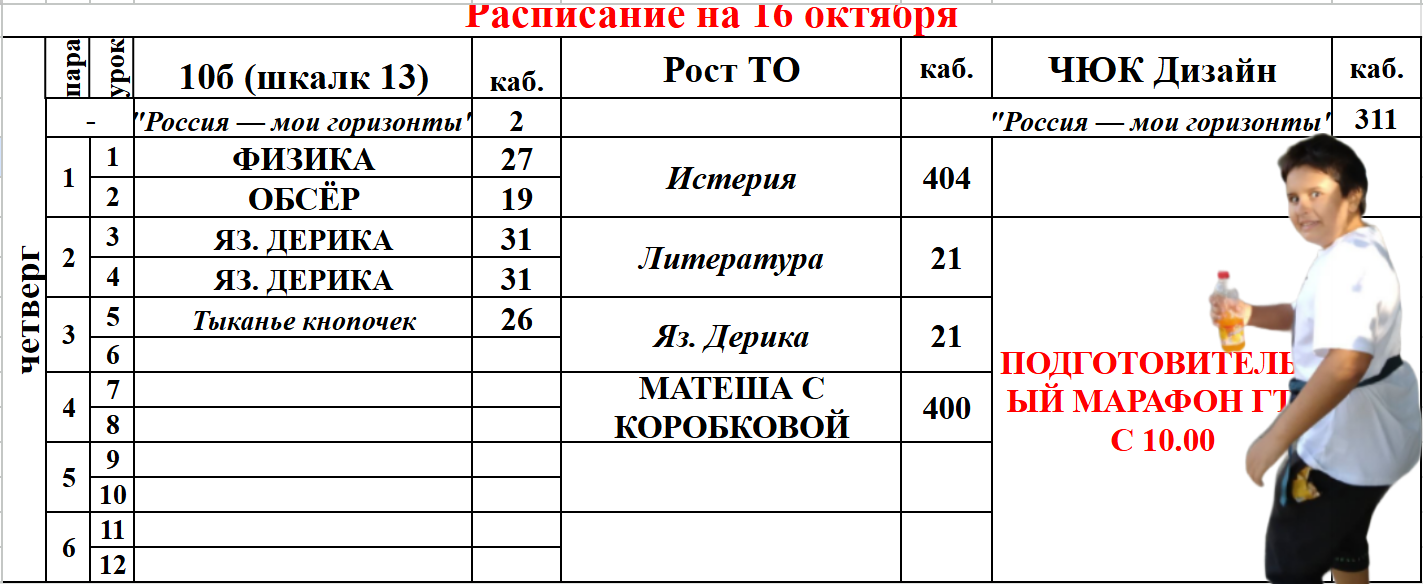 Расписание на 16 октября
четверг
пара урок 10б (шкалк 13) каб. Рост ТО каб. ЧЮК Дизайн каб.
- "Россия — мои горизонты" 2 "Россия — мои горизонты" 311
1 1 ФИЗИКА 27 Истерия 404
2 ОБСЁР 19
2 3 ЯЗ. ДЕРИКА 31 Литература 21
4 ЯЗ. ДЕРИКА 31
3 5 Тыканье кнопочек 26 Яз. Дерика 21
6
4 7 МАТЕША С
8 КОРОБКОВОЙ 400
5 9
10
6 11
12
ПОДГОТОВИТЕЛЬ
ЫЙ МАРАФОН ГТ
С 10.00